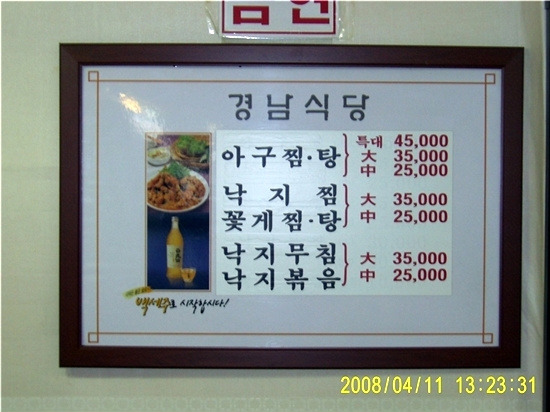 금연
경남식당
아구찜·탕
특대 45,000
大 35,000
中 25,000
낙지찜
꽃게찜·탕
大 35,000
中 25,000
낙지무침
낙지볶음
大 35,000
中 25,000
백세주로 시작합시다!
2008/04/11 13:23:31